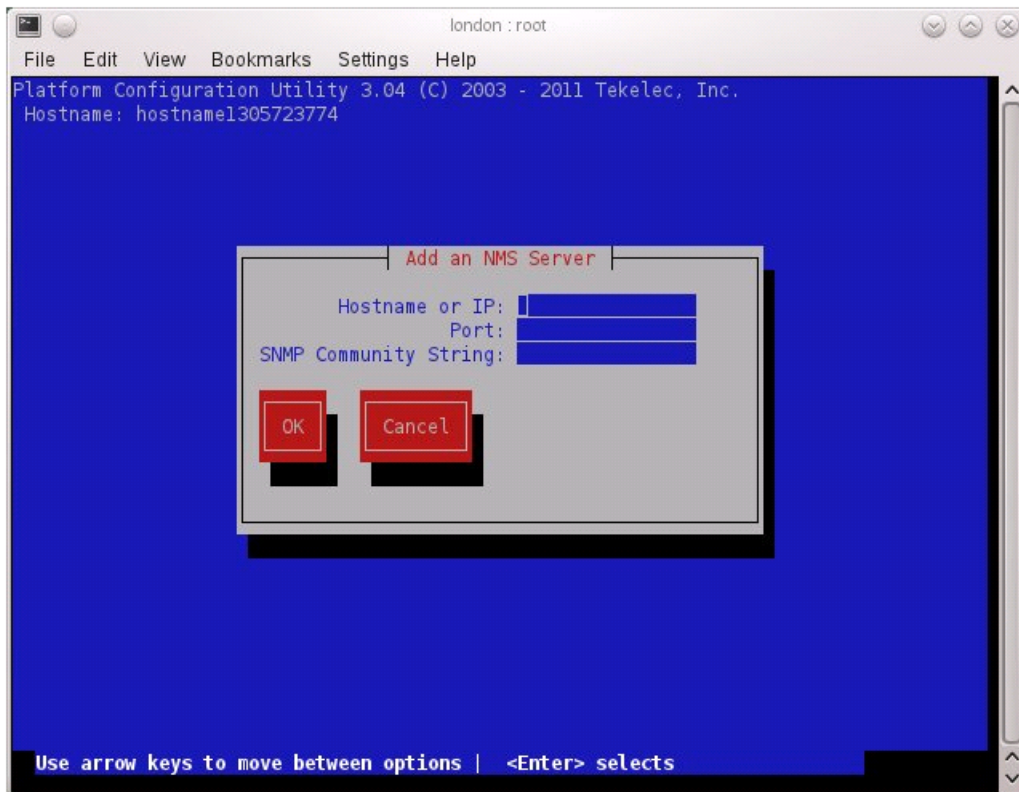 london : root
File Edit View Bookmarks Settings Help
Platform Configuration Utility 3.04 (C) 2003 - 2011 Tekelec, Inc.
Hostname: hostname1305723774
Add an NMS Server
Hostname or IP:
Port:
SNMP Community String:
OK Cancel
Use arrow keys to move between options | <Enter> selects